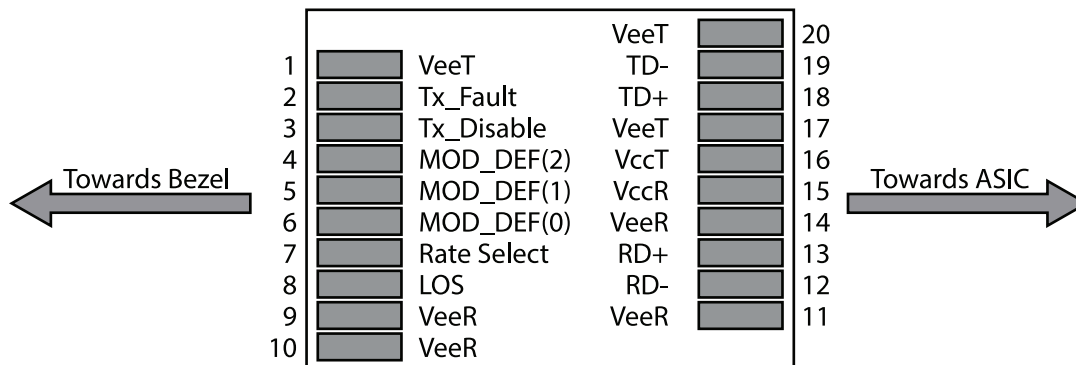 VeeT 20
1 VeeT TD- 19
2 Tx_Fault TD+ 18
3 Tx_Disable VeeT 17
4 MOD_DEF(2) VccT 16
Towards Bezel 5 MOD_DEF(1) VccR 15 Towards ASIC
6 MOD_DEF(0) VeeR 14
7 Rate Select RD+ 13
8 LOS RD- 12
9 VeeR VeeR 11
10 VeeR